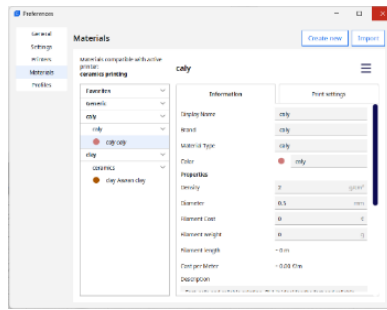 Preferences
General
Settings
Printers
Materials
Profiles
Materials
Create new
Import
Materials compatible with active
printer:
ceramics printing
Favorites
Generic
caly
caly
caly caly
clay
ceramics
clay
clay
caly
Information
Print settings
Display Name
caly
Brand
caly
Material Type
caly
Color
caly
Properties
Density
2
g/cm³
Diameter
0.5
mm
Filament Cost
0
Filament weight
0
g
Filament length
~ 0 m
Cost per Meter
~ 0.00 €/m
Description